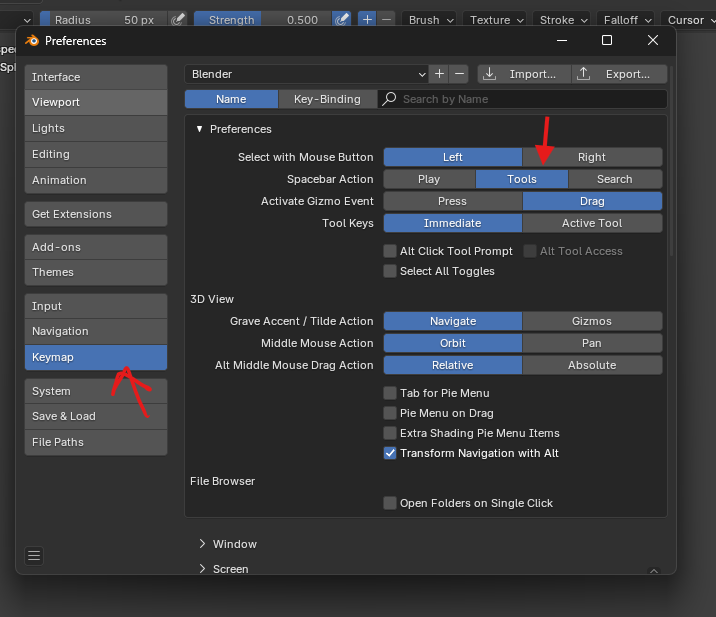 Radius 50 px Strength 0.500 Brush Texture Stroke Falloff Cursor
Preferences
Interface
Viewport
Lights
Editing
Animation
Get Extensions
Add-ons
Themes
Input
Navigation
Keymap
System
Save & Load
File Paths
Blender Import... Export...
Name Key-Binding Search by Name
Preferences
Select with Mouse Button Left Right
Spacebar Action Play Tools Search
Activate Gizmo Event Press Drag
Tool Keys Immediate Active Tool
Alt Click Tool Prompt Alt Tool Access
Select All Toggles
3D View
Grave Accent / Tilde Action Navigate Gizmos
Middle Mouse Action Orbit Pan
Alt Middle Mouse Drag Action Relative Absolute
Tab for Pie Menu
Pie Menu on Drag
Extra Shading Pie Menu Items
Transform Navigation with Alt
File Browser
Open Folders on Single Click
Window
Screen